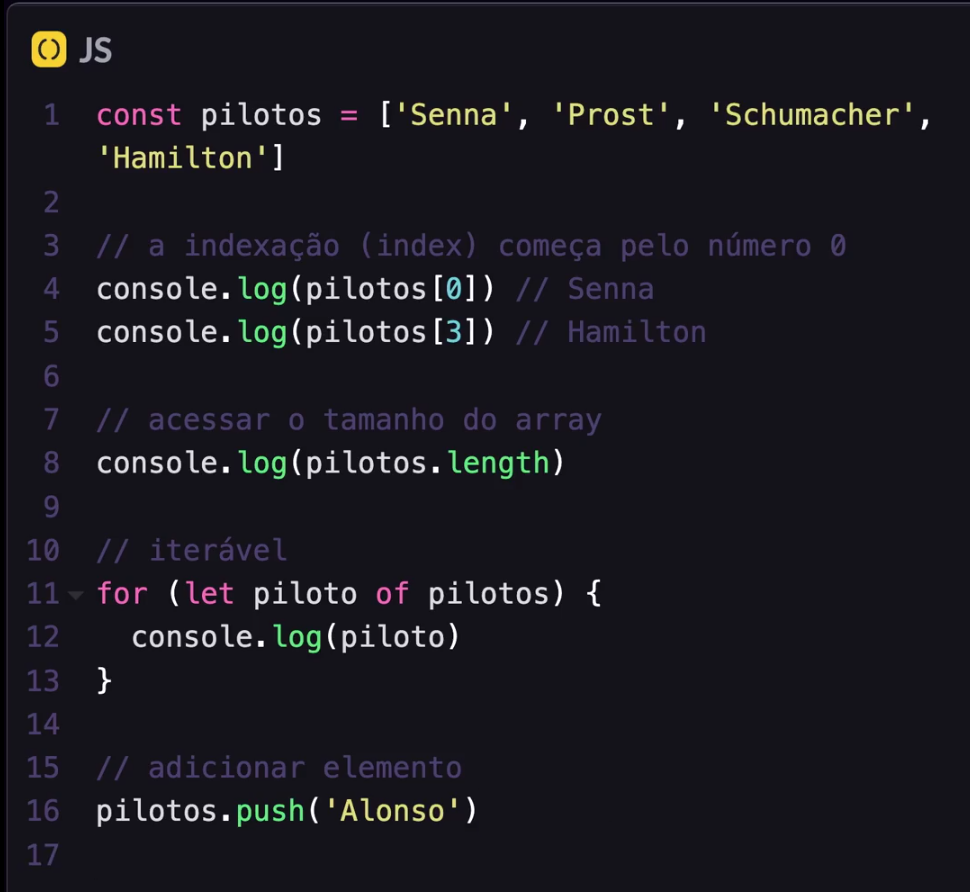 JS
1 const pilotos = ['Senna', 'Prost', 'Schumacher',
'Hamilton']
2
3 // a indexação (index) começa pelo número 0
4 console.log(pilotos[0]) // Senna
5 console.log(pilotos[3]) // Hamilton
6
7 // acessar o tamanho do array
8 console.log(pilotos.length)
9
10 // iterável
11 for (let piloto of pilotos) {
12   console.log(piloto)
13 }
14
15 // adicionar elemento
16 pilotos.push('Alonso')
17